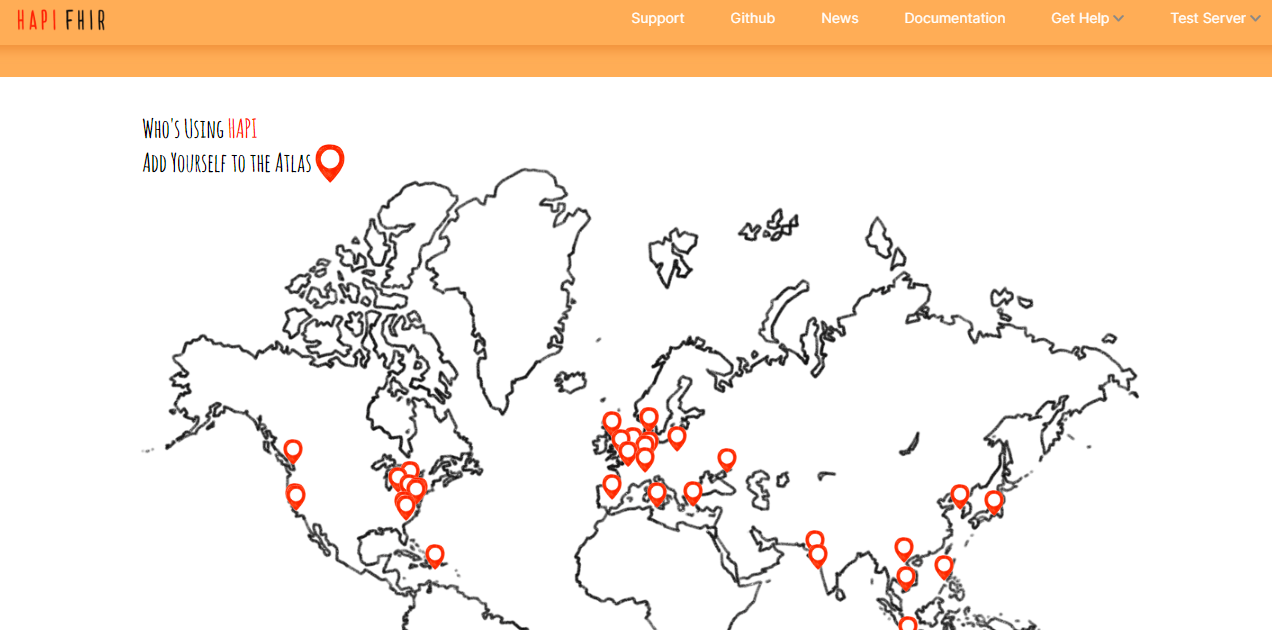 HAPI FHIR
Support Github News Documentation Get Help Test Server
Who's Using HAPI
Add Yourself to the Atlas